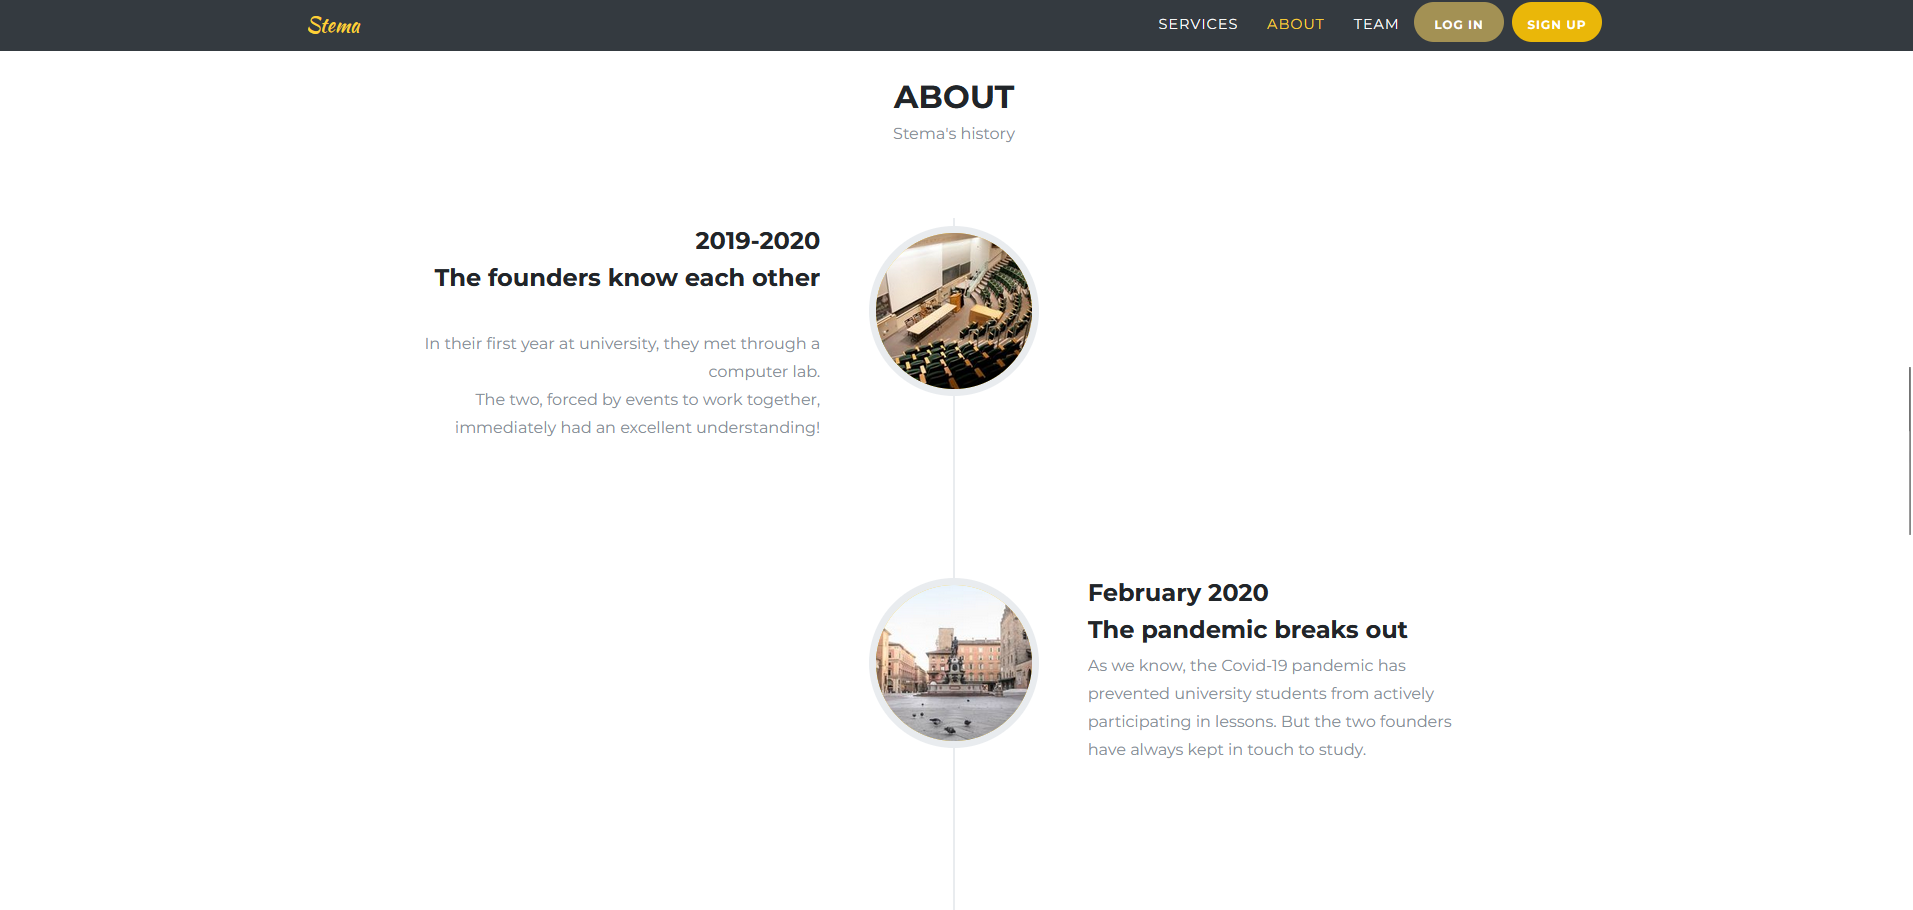 Stema
SERVICES
ABOUT
TEAM
LOG IN
SIGN UP
ABOUT
Stema's history
2019-2020
The founders know each other
In their first year at university, they met through a
computer lab.
The two, forced by events to work together,
immediately had an excellent understanding!
February 2020
The pandemic breaks out
As we know, the Covid-19 pandemic has
prevented university students from actively
participating in lessons. But the two founders
have always kept in touch to study.